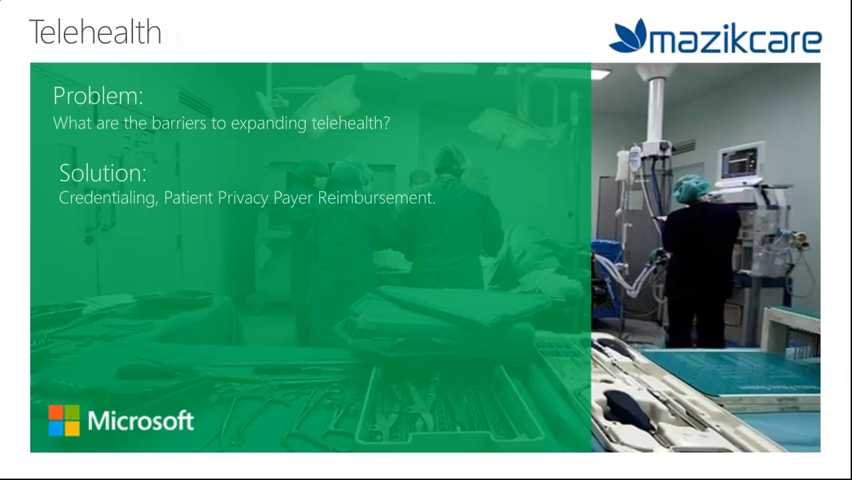 Telehealth
mazikcare
Problem:
What are the barriers to expanding telehealth?
Solution:
Credentialing, Patient Privacy Payer Reimbursement.
Microsoft